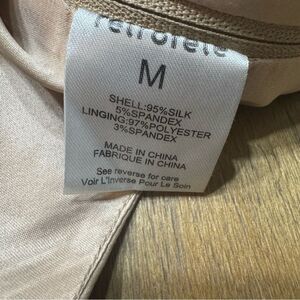 retrofete
M
SHELL:95%SILK
5%SPANDEX
LINGING:97%POLYESTER
3%SPANDEX
MADE IN CHINA
FABRIQUE IN CHINA
See reverse for care
Voir L'Inverse Pour Le Soin